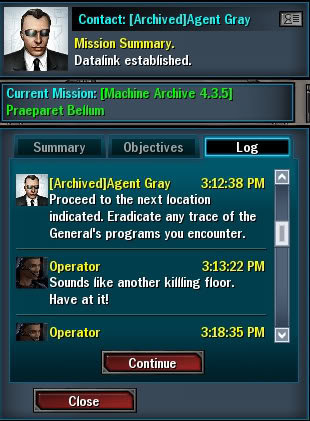 Contact: [Archived]Agent Gray
Mission Summary.
Datalink established.
Current Mission: [Machine Archive 4.3.5]
Praeparet Bellum
Summary
Objectives
Log
[Archived]Agent Gray 3:12:38 PM
Proceed to the next location
indicated. Eradicate any trace of the
General's programs you encounter.
Operator 3:13:22 PM
Sounds like another killling floor.
Have at it!
Operator 3:18:35 PM
Continue
Close